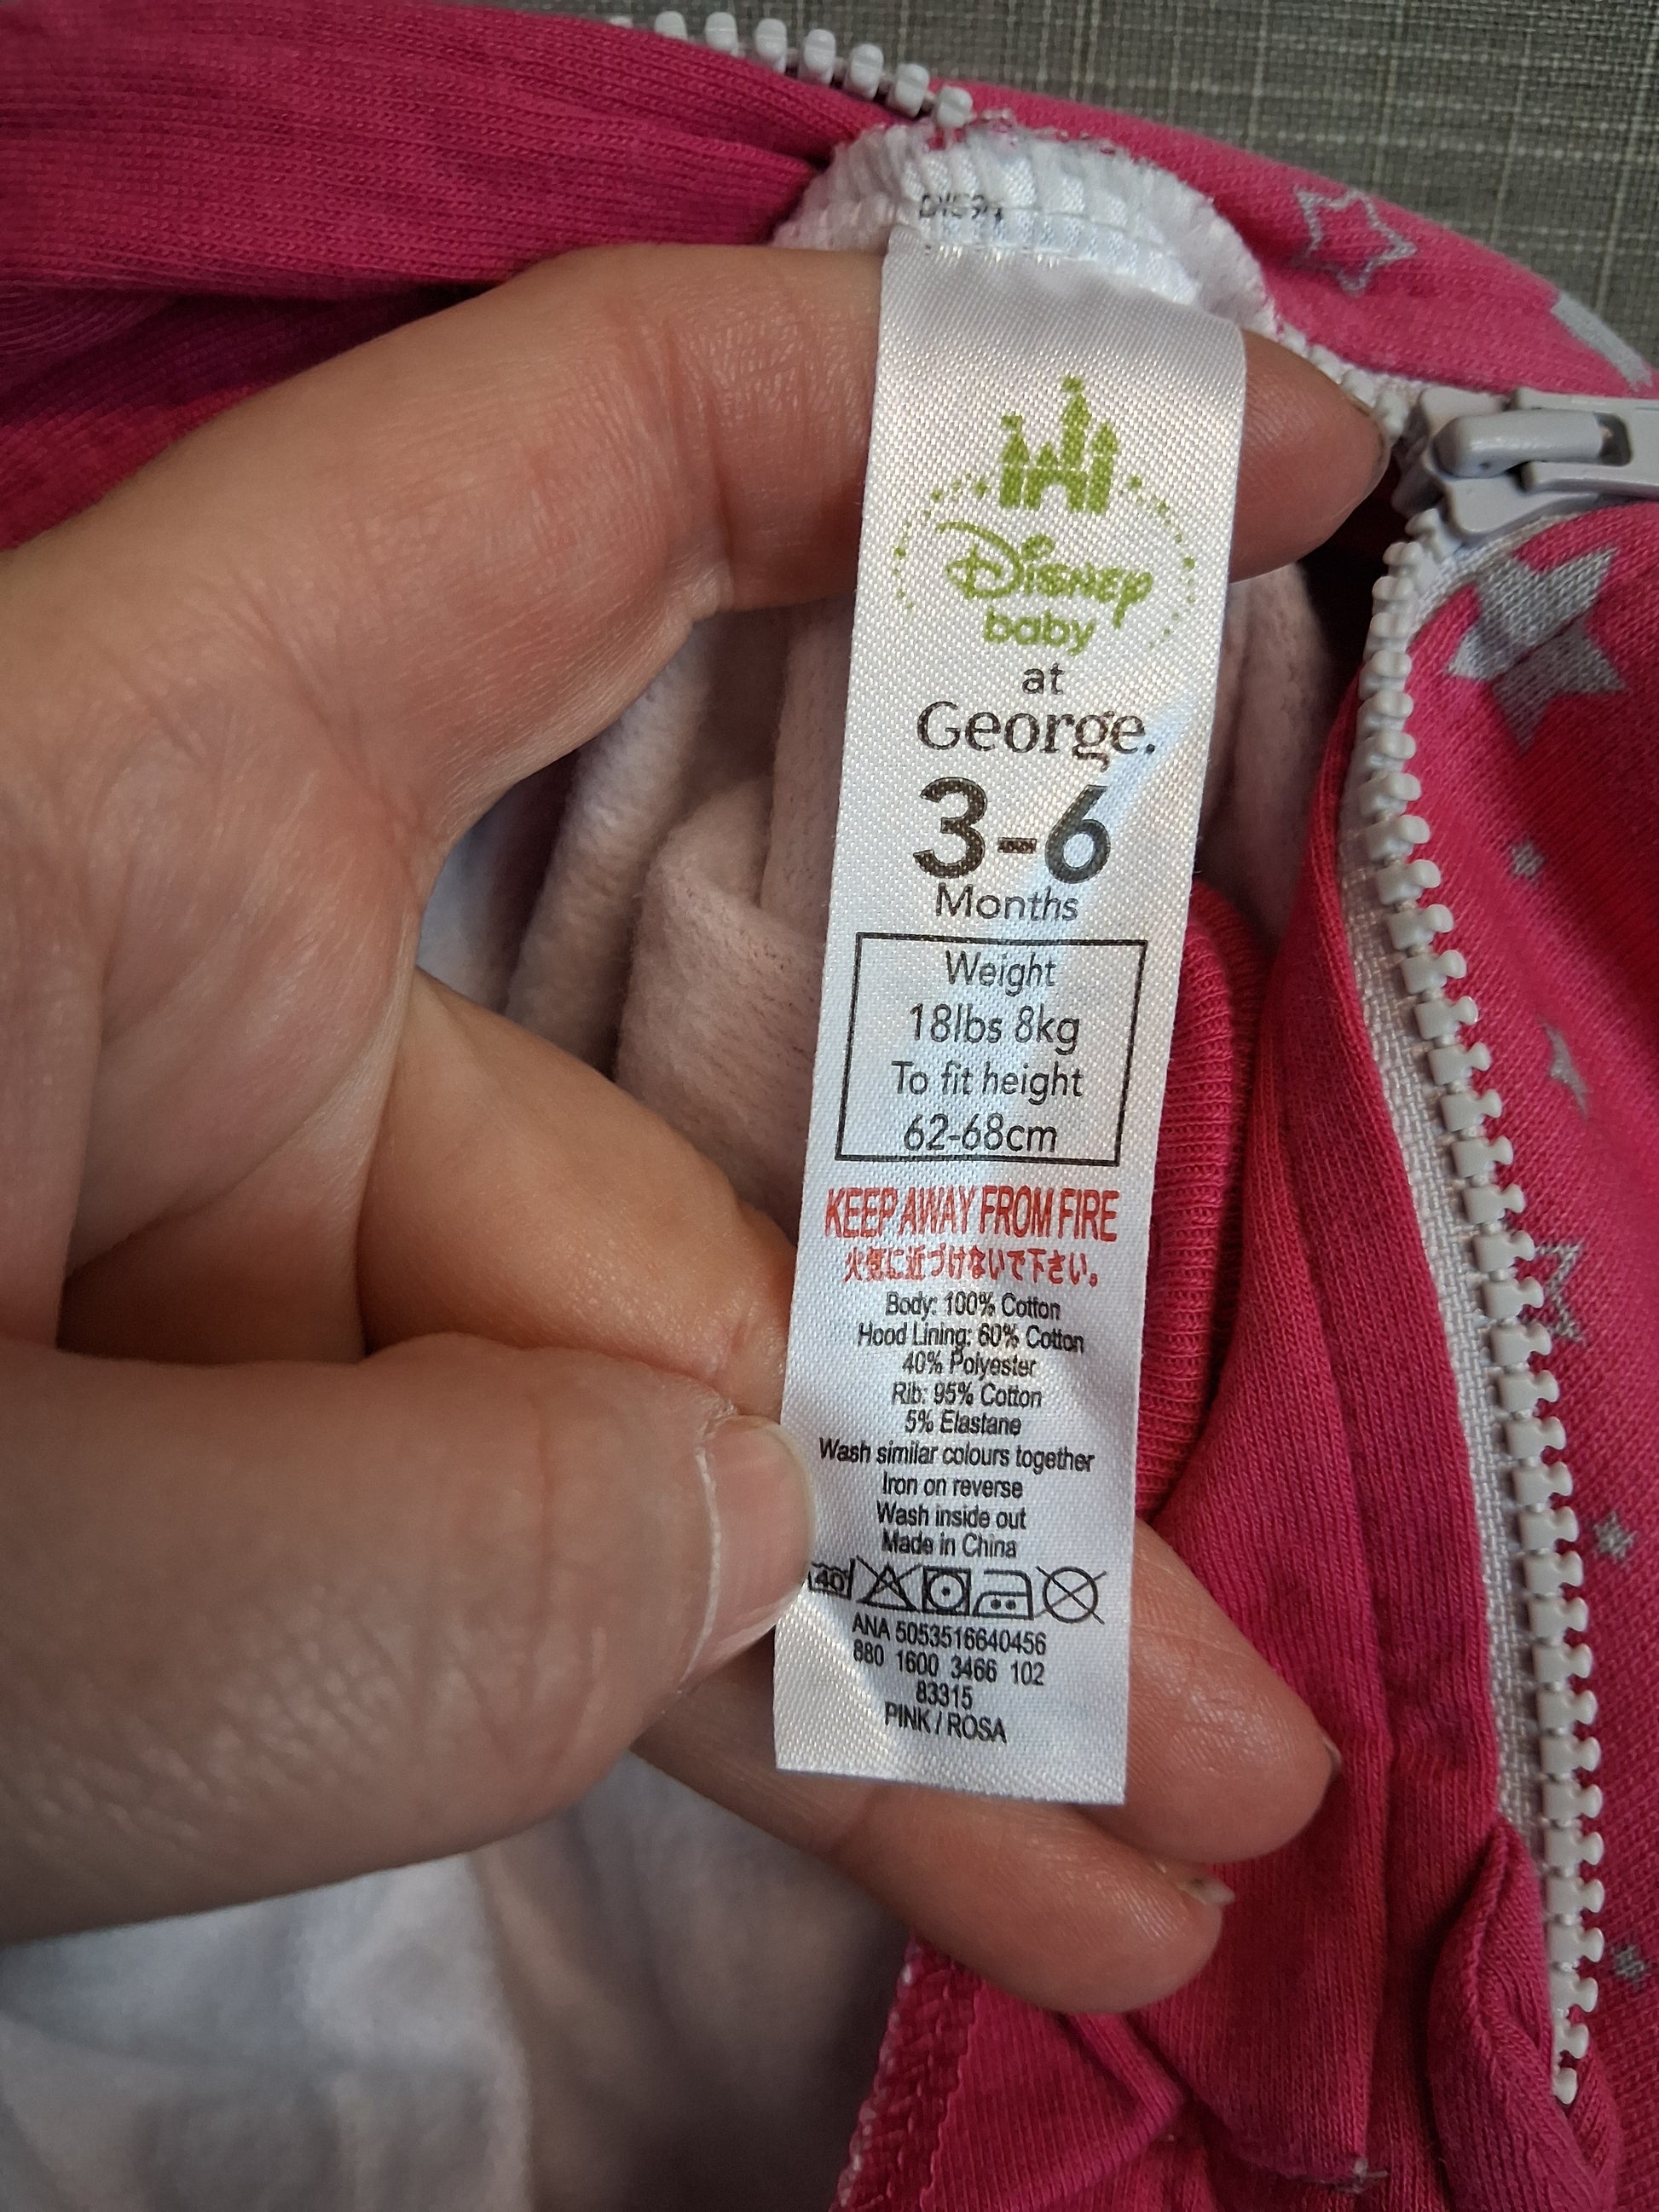 Disney
baby
at
George.
3-6
Months
Weight
18lbs 8kg
To fit height
62-68cm
KEEP AWAY FROM FIRE
火気に近づけないで下さい。
Body: 100% Cotton
Hood Lining: 60% Cotton
40% Polyester
Rib: 95% Cotton
5% Elastane
Wash similar colours together
Iron on reverse
Wash inside out
Made in China
40
ANA 5053516640456
880 1600 3466 102
83315
PINK / ROSA